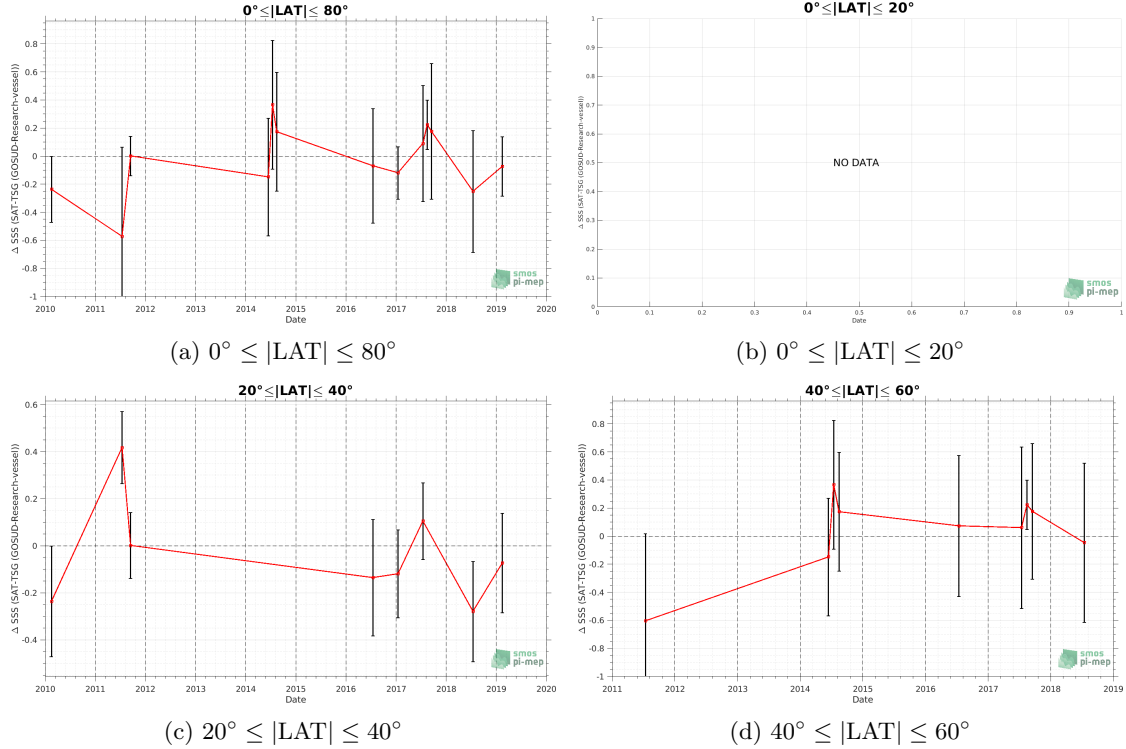 0°≤|LAT|≤ 80°
Δ SSS (SAT-TSG (GOSUD-Research-vessel))
0.8
0.6
0.4
0.2
0
-0.2
-0.4
-0.6
-0.8
-1
2010 2011 2012 2013 2014 2015 2016 2017 2018 2019 2020
Date
smos
pi-mep
0°≤|LAT|≤ 20°
Δ SSS (SAT-TSG (GOSUD-Research-vessel))
1
0.9
0.8
0.7
0.6
0.5
0.4
0.3
0.2
0.1
0
NO DATA
0 0.1 0.2 0.3 0.4 0.5 0.6 0.7 0.8 0.9 1
Date
smos
pi-mep
(a) 0° ≤ |LAT| ≤ 80°
(b) 0° ≤ |LAT| ≤ 20°
20°≤|LAT|≤ 40°
Δ SSS (SAT-TSG (GOSUD-Research-vessel))
0.6
0.4
0.2
0
-0.2
-0.4
2010 2011 2012 2013 2014 2015 2016 2017 2018 2019 2020
Date
smos
pi-mep
40°≤|LAT|≤ 60°
Δ SSS (SAT-TSG (GOSUD-Research-vessel))
0.8
0.6
0.4
0.2
0
-0.2
-0.4
-0.6
-0.8
-1
2011 2012 2013 2014 2015 2016 2017 2018 2019
Date
smos
pi-mep
(c) 20° ≤ |LAT| ≤ 40°
(d) 40° ≤ |LAT| ≤ 60°